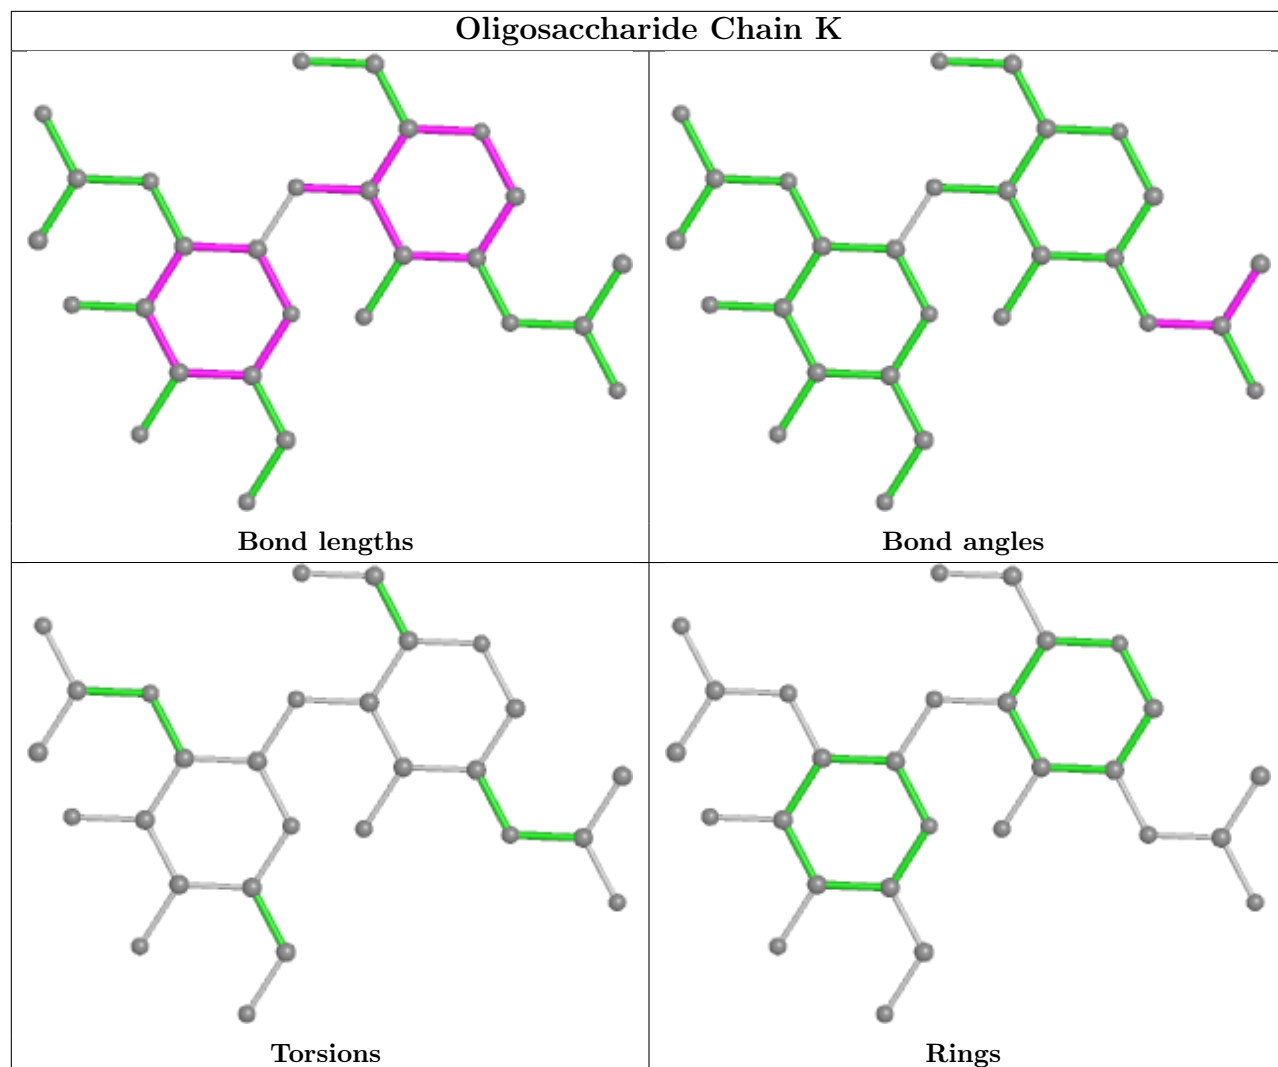 Oligosaccharide Chain K
Bond lengths
Bond angles
Torsions
Rings